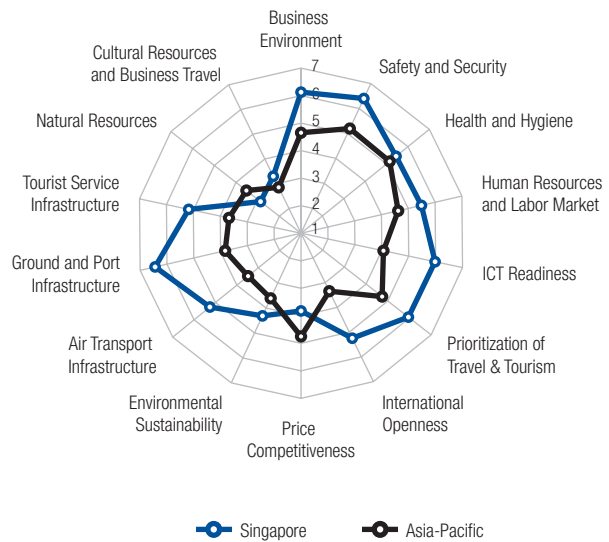 Business
Environment
Cultural Resources
and Business Travel
7
Safety and Security
6
Natural Resources
5
Health and Hygiene
4
Tourist Service
Infrastructure
3
Human Resources
and Labor Market
2
1
Ground and Port
Infrastructure
ICT Readiness
Air Transport
Infrastructure
Prioritization of
Travel & Tourism
Environmental
Sustainability
International
Openness
Price
Competitiveness
Singapore
Asia-Pacific